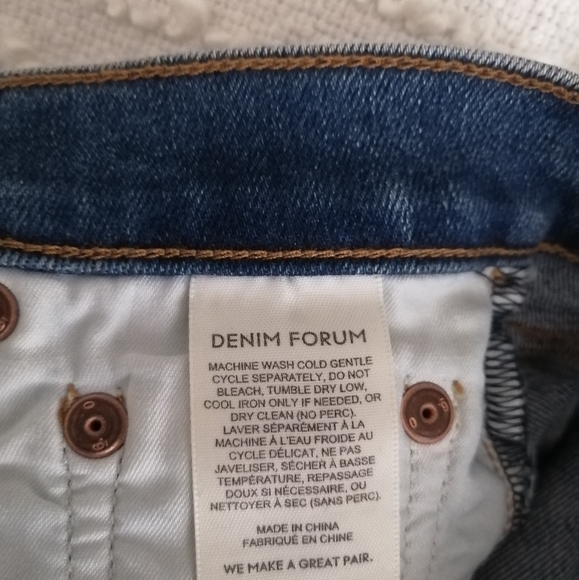 DENIM FORUM
MACHINE WASH COLD GENTLE
CYCLE SEPARATELY, DO NOT
BLEACH, TUMBLE DRY LOW,
COOL IRON ONLY IF NEEDED, OR
DRY CLEAN (NO PERC).
LAVER SÉPARÉMENT À LA
MACHINE À L'EAU FROIDE AU
CYCLE DÉLICAT, NE PAS
JAVELISER, SÉCHER À BASSE
TEMPÉRATURE, REPASSAGE
DOUX SI NÉCESSAIRE, OU
NETTOYER À SEC (SANS PERC).
MADE IN CHINA
FABRIQUÉ EN CHINE
WE MAKE A GREAT PAIR.